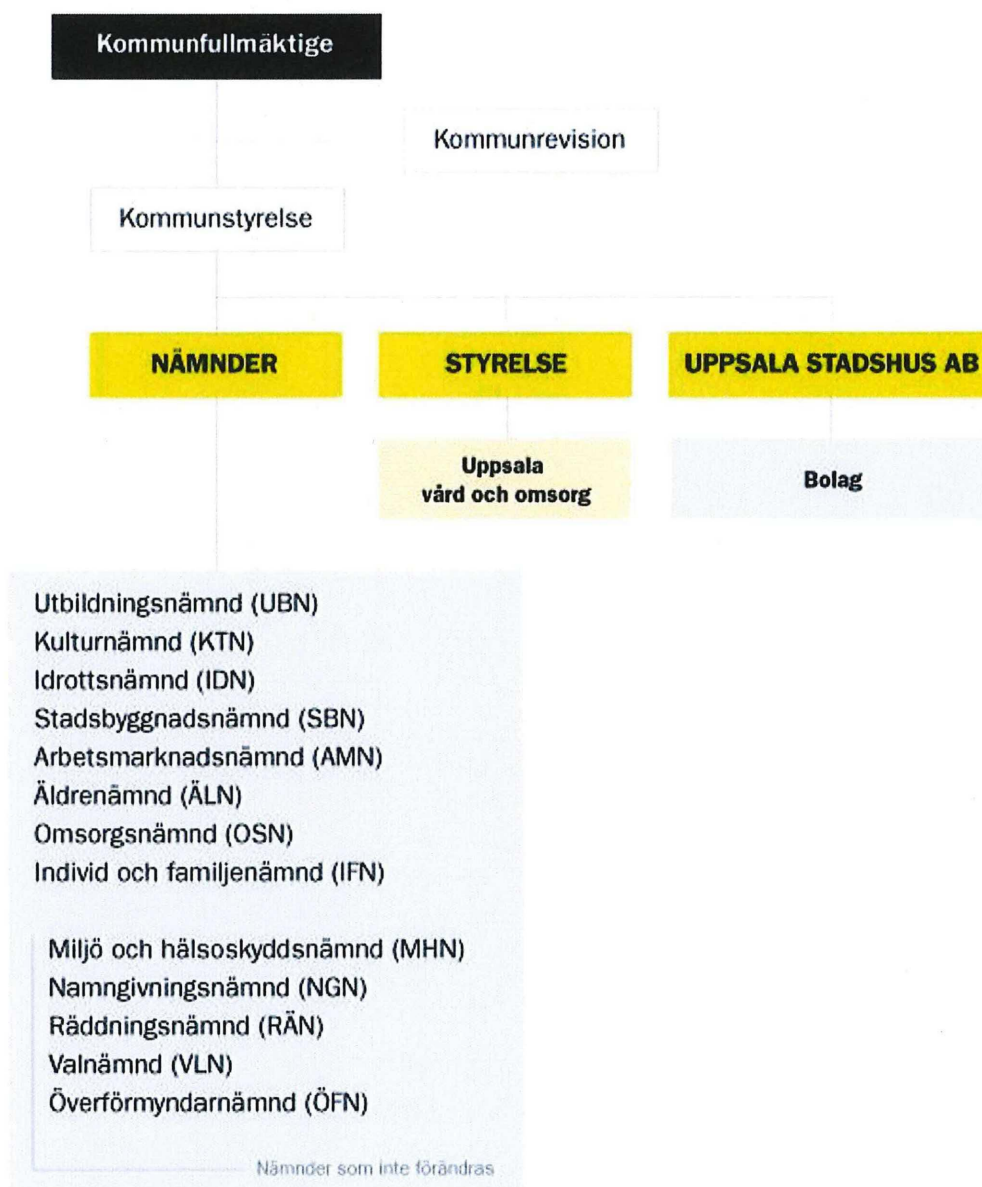 Kommunfullmäktige
Kommunrevision
Kommunstyrelse
NÄMNDER
STYRELSE
UPPSALA STADSHUS AB
Uppsala
vård och omsorg
Bolag
Utbildningsnämnd (UBN)
Kulturnämnd (KTN)
Idrottsnämnd (IDN)
Stadsbyggnadsnämnd (SBN)
Arbetsmarknadsnämnd (AMN)
Äldrenämnd (ÄLN)
Omsorgsnämnd (OSN)
Individ och familjenämnd (IFN)
Miljö och hälsoskyddsnämnd (MHN)
Namngivningsnämnd (NGN)
Räddningsnämnd (RÄN)
Valnämnd (VLN)
Överförmyndarnämnd (ÖFN)
Nämnder som inte förändras